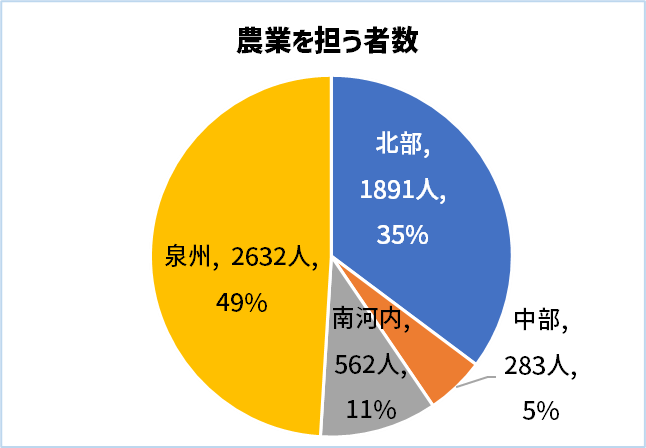 農業を担う者数
北部,
1891人,
35%
中部,
283人,
5%
南河内,
562人,
11%
泉州, 2632人,
49%